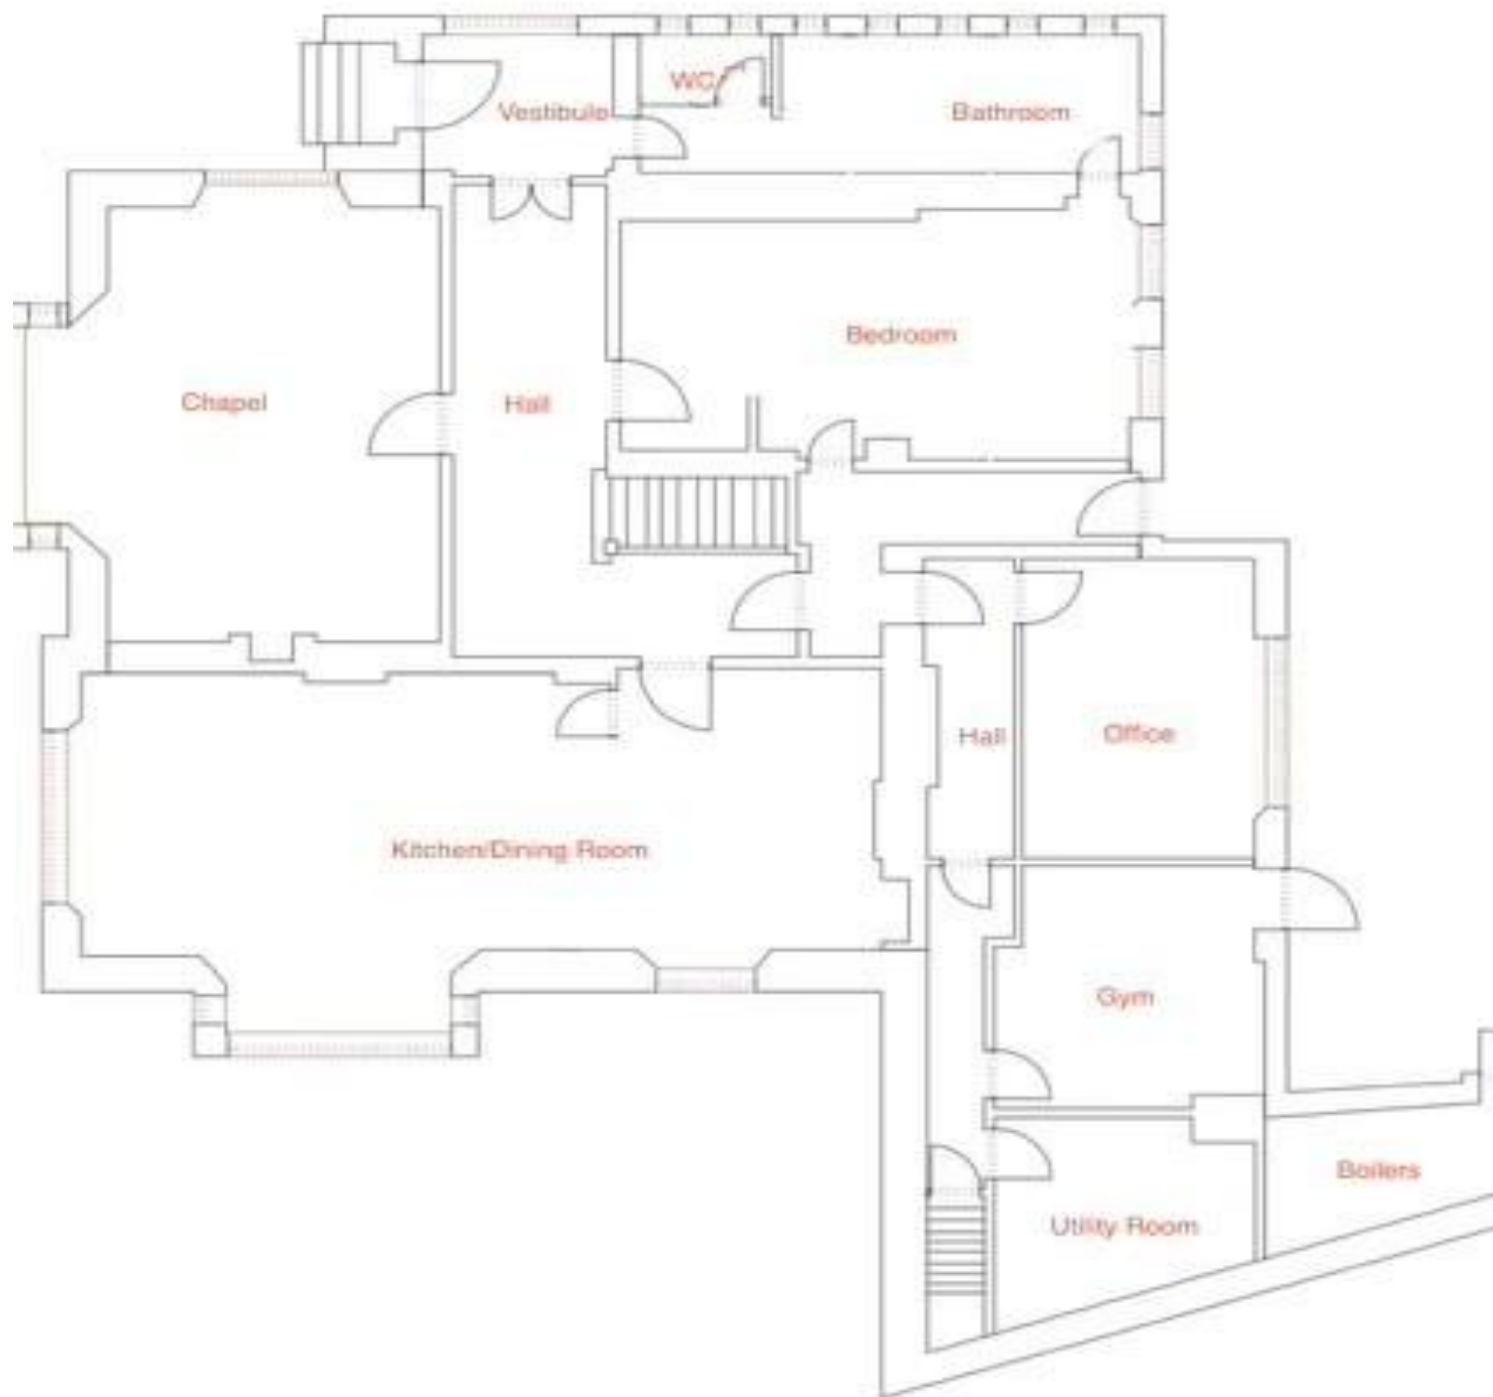 WC
Vestibule
Bathroom
Bedroom
Chapel
Hall
Hall
Office
Kitchen/Dining Room
Gym
Boilers
Utility Room